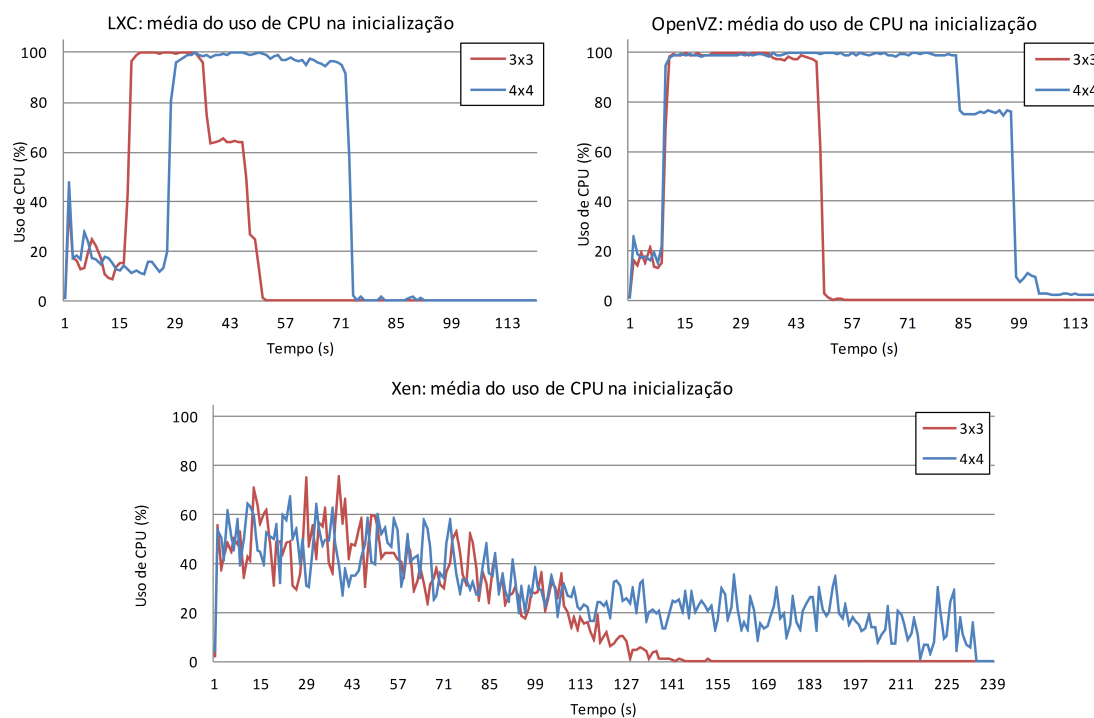 LXC: média do uso de CPU na inicialização
Uso de CPU (%)
100
80
60
40
20
0
3x3
4x4
1 15 29 43 57 71 85 99 113
Tempo (s)
OpenVZ: média do uso de CPU na inicialização
Uso de CPU (%)
100
80
60
40
20
0
3x3
4x4
1 15 29 43 57 71 85 99 113
Tempo (s)
Xen: média do uso de CPU na inicialização
Uso de CPU (%)
100
80
60
40
20
0
3x3
4x4
1 15 29 43 57 71 85 99 113 127 141 155 169 183 197 211 225 239
Tempo (s)